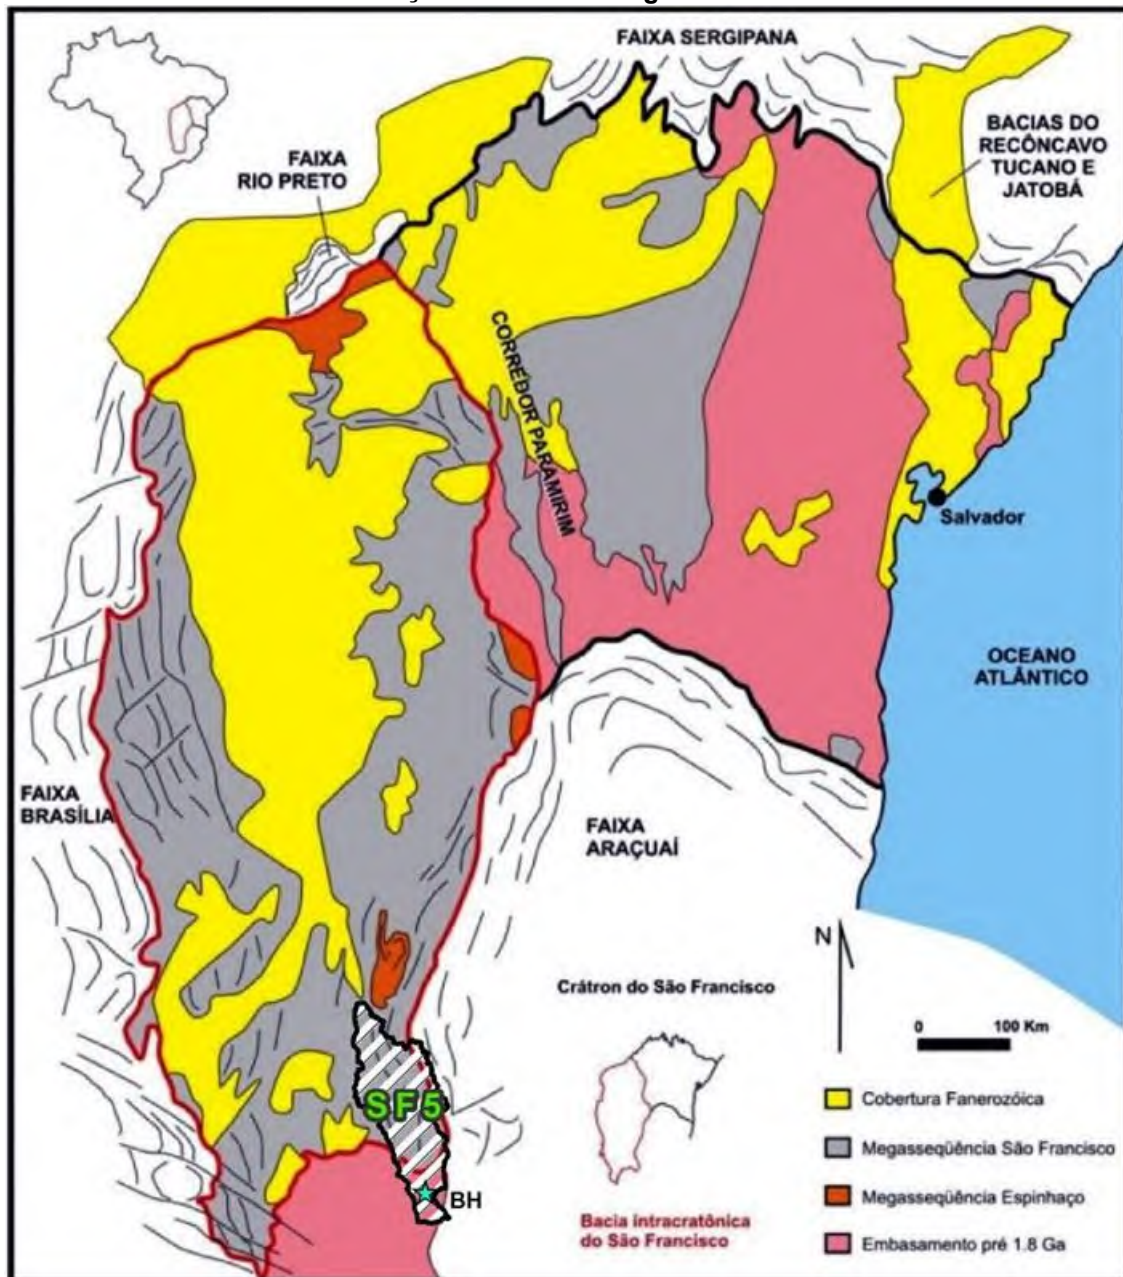 FAIXA SERGIPANA
BACIAS DO
RECÔNCAVO
TUCANO E
JATOBÁ
FAIXA
RIO PRETO
CORREDOR PARAMIRIM
Salvador
OCEANO
ATLÂNTICO
FAIXA
BRASÍLIA
FAIXA
ARAÇUAÍ
N
Crátron do São Francisco
0 100 Km
SF5
BH
Bacia intracratônica
do São Francisco
Cobertura Fanerozóica
Megasseqüência São Francisco
Megasseqüência Espinhaço
Embasamento pré 1.8 Ga